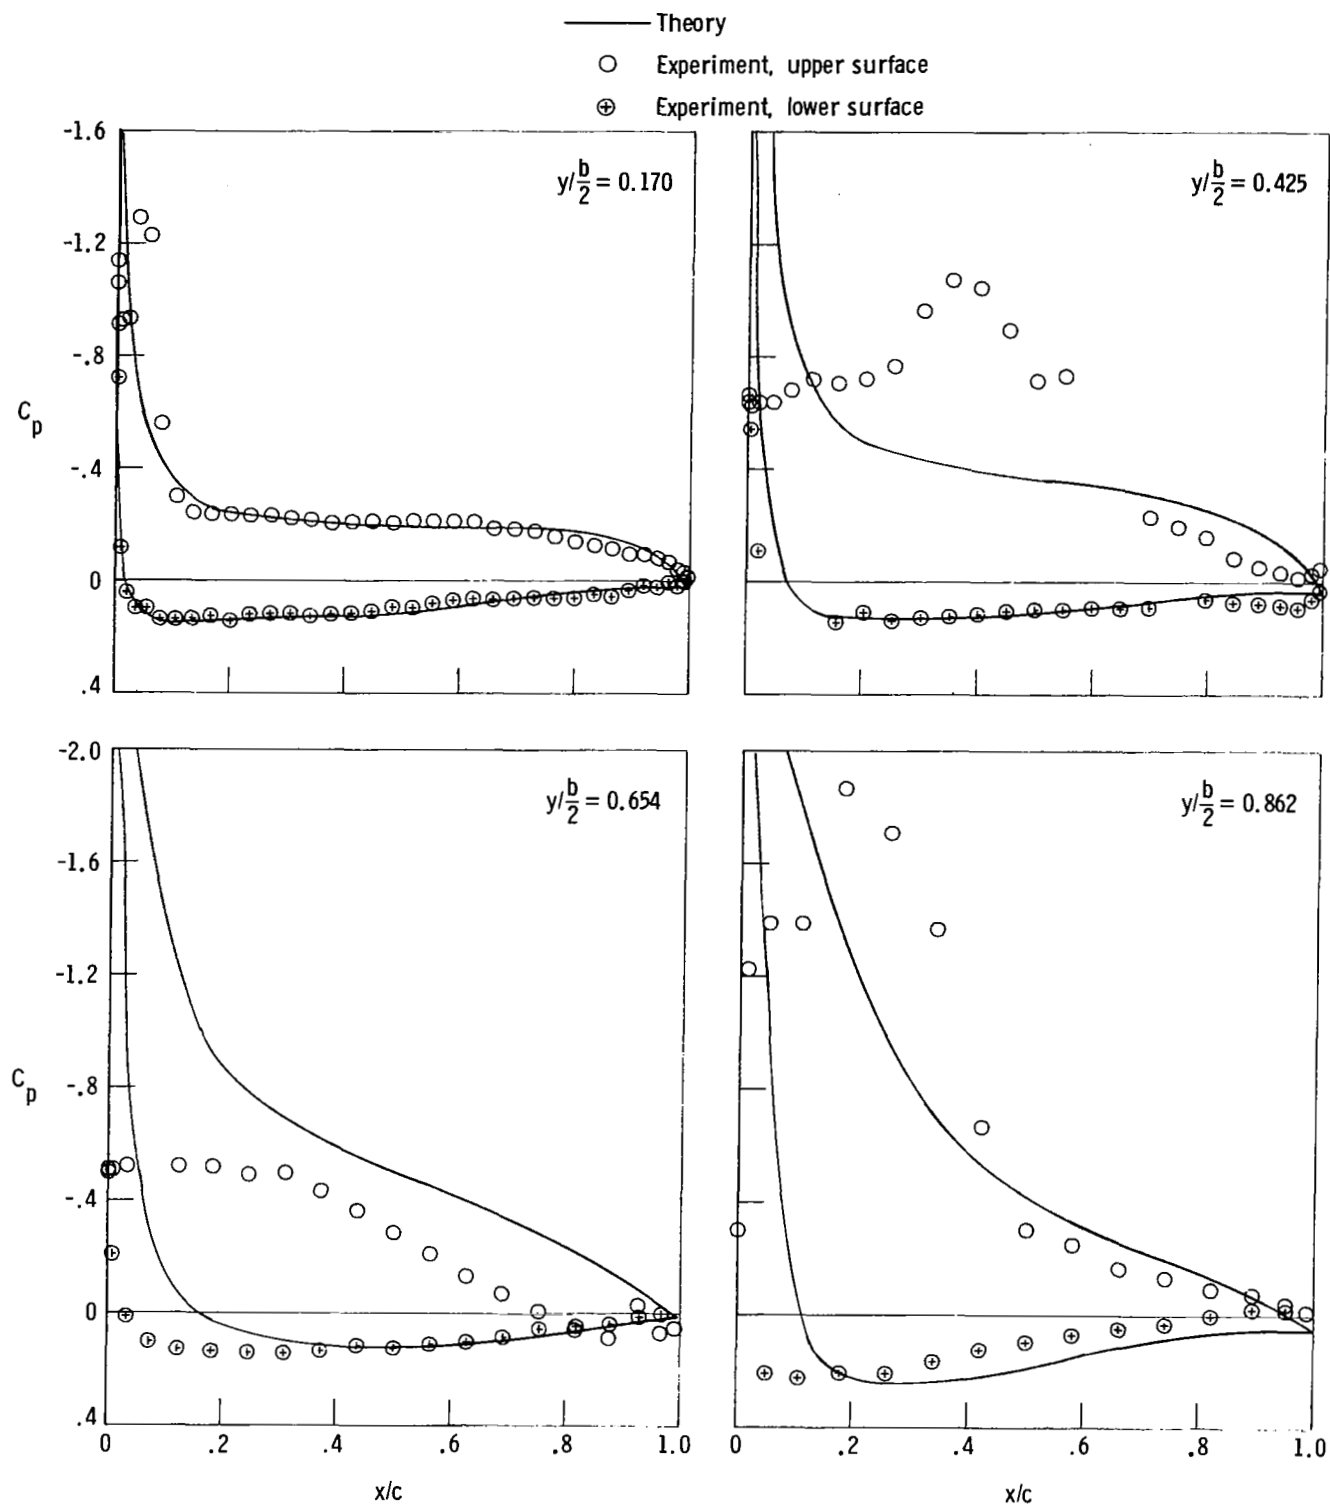 Theory
Experiment, upper surface
Experiment, lower surface
-1.6
-1.2
-.8
-.4
0
.4
C_p
y/b/2 = 0.170
y/b/2 = 0.425
-2.0
-1.6
-1.2
-.8
-.4
0
.4
C_p
y/b/2 = 0.654
y/b/2 = 0.862
0 .2 .4 .6 .8 1.0
0 .2 .4 .6 .8 1.0
x/c
x/c